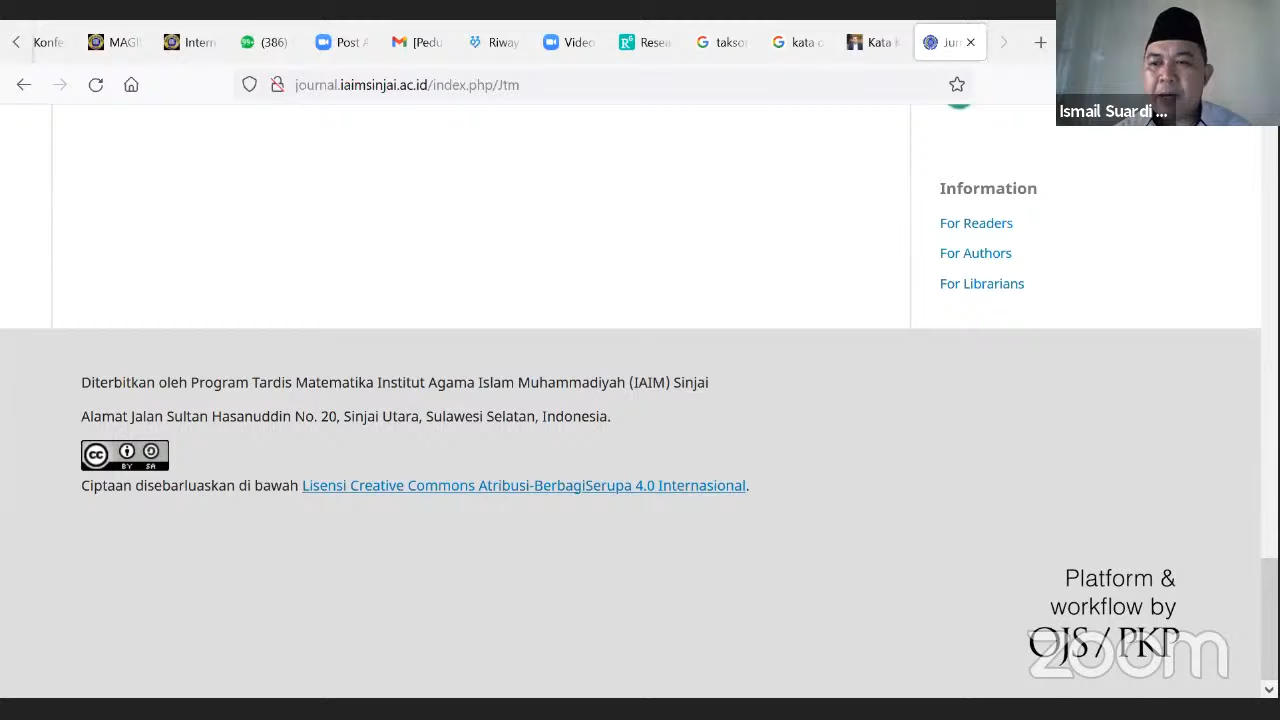 Konfe
MAGI
Intern
(386)
Post A
[Pedu
Riway
Video
Resea
takso
kata c
Kata k
Jurn
journal.iaimsinjai.ac.id/index.php/Jtm
Ismail Suardi ...
Information
For Readers
For Authors
For Librarians
Diterbitkan oleh Program Tardis Matematika Institut Agama Islam Muhammadiyah (IAIM) Sinjai
Alamat Jalan Sultan Hasanuddin No. 20, Sinjai Utara, Sulawesi Selatan, Indonesia.
CC BY SA
Ciptaan disebarluaskan di bawah Lisensi Creative Commons Atribusi-BerbagiSerupa 4.0 Internasional.
Platform &
workflow by
OJS / PKP
zoom